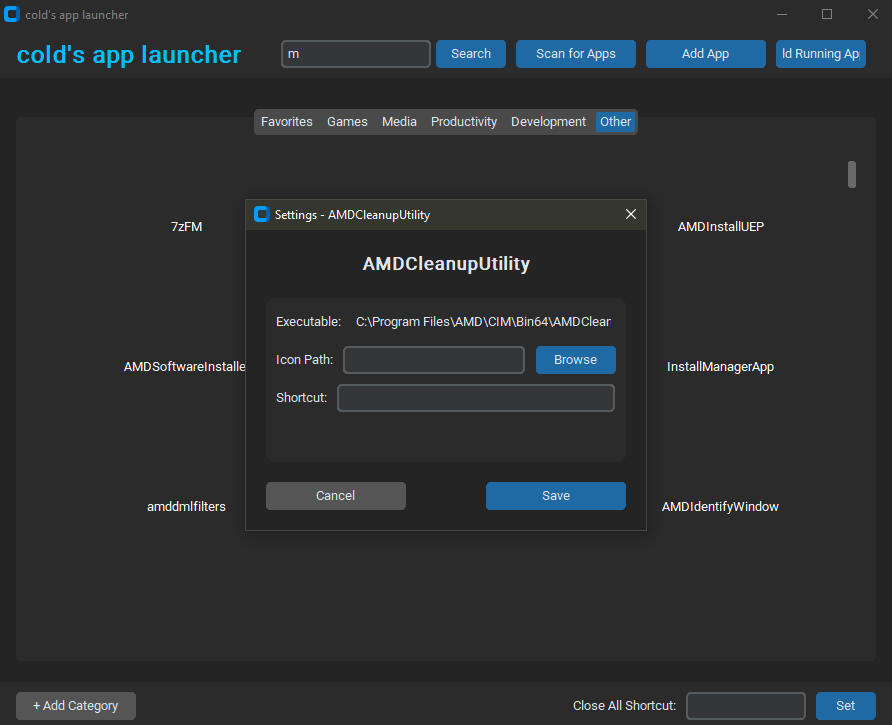 cold's app launcher
cold's app launcher
m
Search
Scan for Apps
Add App
ld Running Ap
Favorites
Games
Media
Productivity
Development
Other
7zFM
AMDInstallUEP
Settings - AMDCleanupUtility
AMDCleanupUtility
Executable: C:\Program Files\AMD\CIM\Bin64\AMDClear
Icon Path:
Browse
AMDSoftwareInstalle
InstallManagerApp
Shortcut:
Cancel
Save
amddmlfilters
AMDIdentifyWindow
+ Add Category
Close All Shortcut:
Set